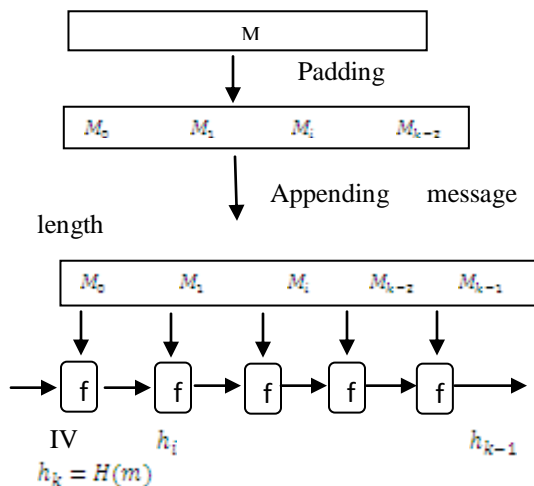 M
Padding
M₀ M₁ Mᵢ Mₖ₋₂
Appending message
length
M₀ M₁ Mᵢ Mₖ₋₂ Mₖ₋₁
f f f f f
IV hᵢ hₖ₋₁
hₖ = H(m)